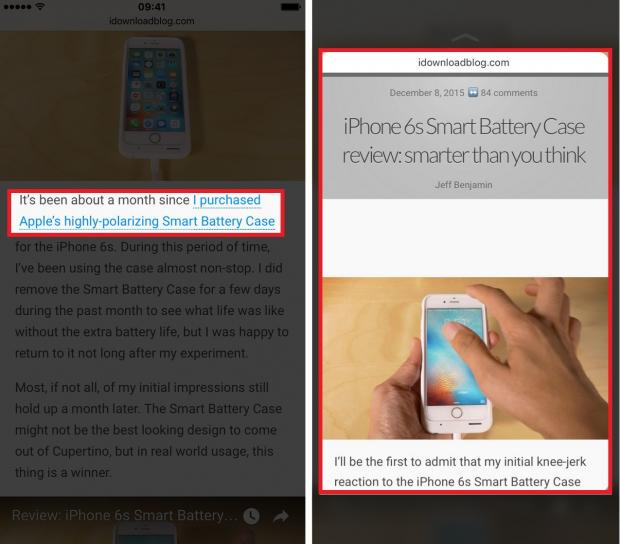 09:41
idownloadblog.com
It's been about a month since I purchased
Apple's highly-polarizing Smart Battery Case
for the iPhone 6s. During this period of time,
I've been using the case almost non-stop. I did
remove the Smart Battery Case for a few days
during the past month to see what life was like
without the extra battery life, but I was happy to
return to it not long after my experiment.
Most, if not all, of my initial impressions still
hold up a month later. The Smart Battery Case
might not be the best looking design to come
out of Cupertino, but in real world usage, this
thing is a winner.
Review: iPhone 6s Smart Battery...
idownloadblog.com
December 8, 2015 ↔ 84 comments
iPhone 6s Smart Battery Case
review: smarter than you think
Jeff Benjamin
I'll be the first to admit that my initial knee-jerk
reaction to the iPhone 6s Smart Battery Case